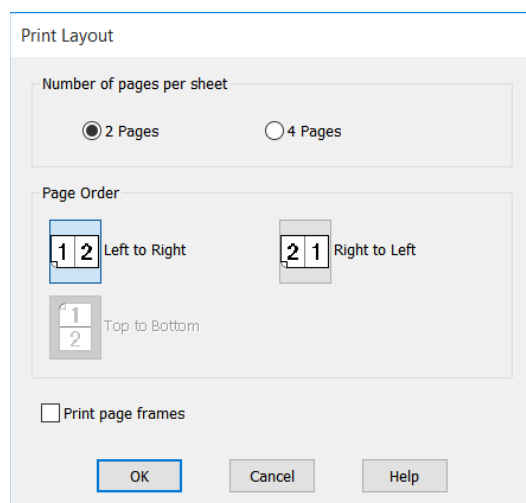 Print Layout
Number of pages per sheet
2 Pages 4 Pages
Page Order
1 2 Left to Right 2 1 Right to Left
1
2 Top to Bottom
Print page frames
OK Cancel Help